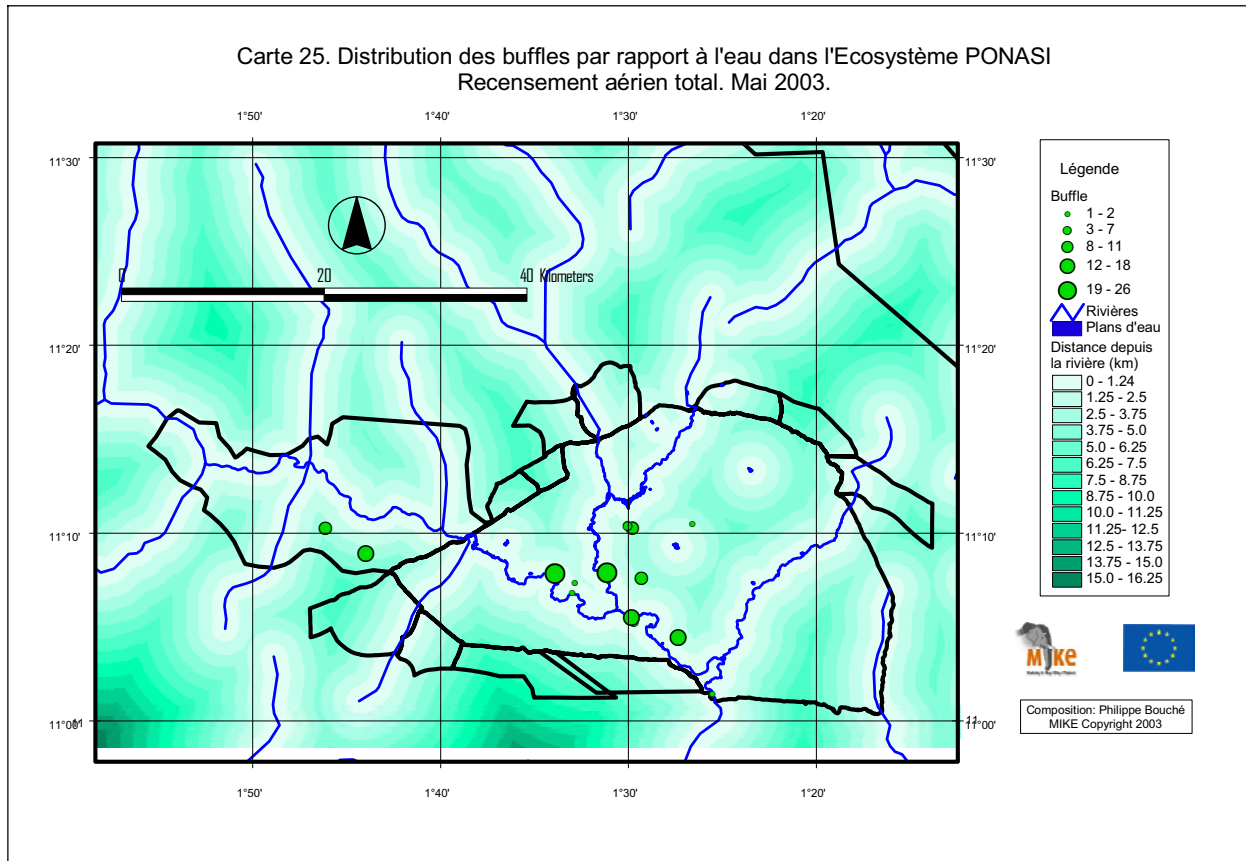 Carte 25. Distribution des buffles par rapport à l'eau dans l'Ecosystème PONASI
Recensement aérien total. Mai 2003.
1°50' 1°40' 1°30' 1°20'
11°30' 11°30'
0 20 40 Kilometers
11°20' 11°20'
11°10' 11°10'
11°00' 11°00'
1°50' 1°40' 1°30' 1°20'
Légende
Buffle
1 - 2
3 - 7
8 - 11
12 - 18
19 - 26
Rivières
Plans d'eau
Distance depuis
la rivière (km)
0 - 1.24
1.25 - 2.5
2.5 - 3.75
3.75 - 5.0
5.0 - 6.25
6.25 - 7.5
7.5 - 8.75
8.75 - 10.0
10.0 - 11.25
11.25- 12.5
12.5 - 13.75
13.75 - 15.0
15.0 - 16.25
MIKE
Composition: Philippe Bouché
MIKE Copyright 2003